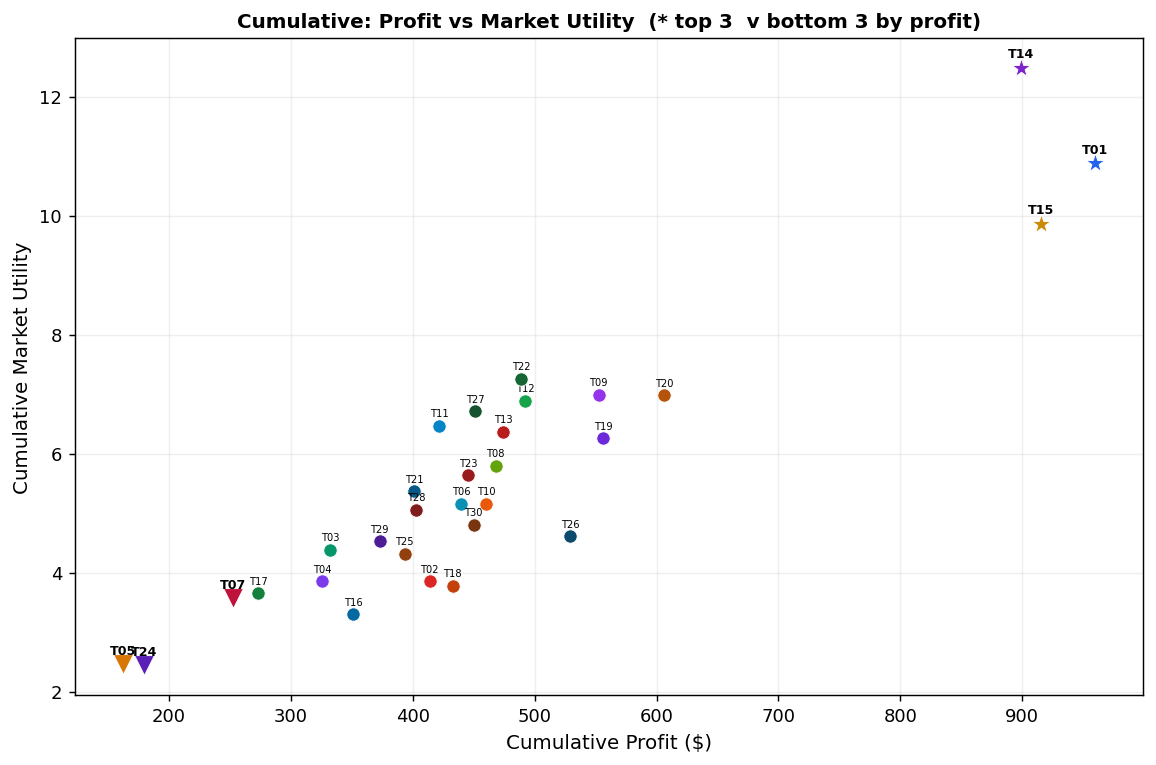 Cumulative: Profit vs Market Utility  (* top 3  v bottom 3 by profit)
T14
12
T01
T15
10
8
T22
T12
T09
T20
T27
T11
T13
T19
6
T08
T23
T21
T28
T06
T10
T30
T26
T29
T03
T25
4
T04
T02
T18
T07
T17
T16
T05
T24
2
200
300
400
500
600
700
800
900
Cumulative Profit ($)
Cumulative Market Utility